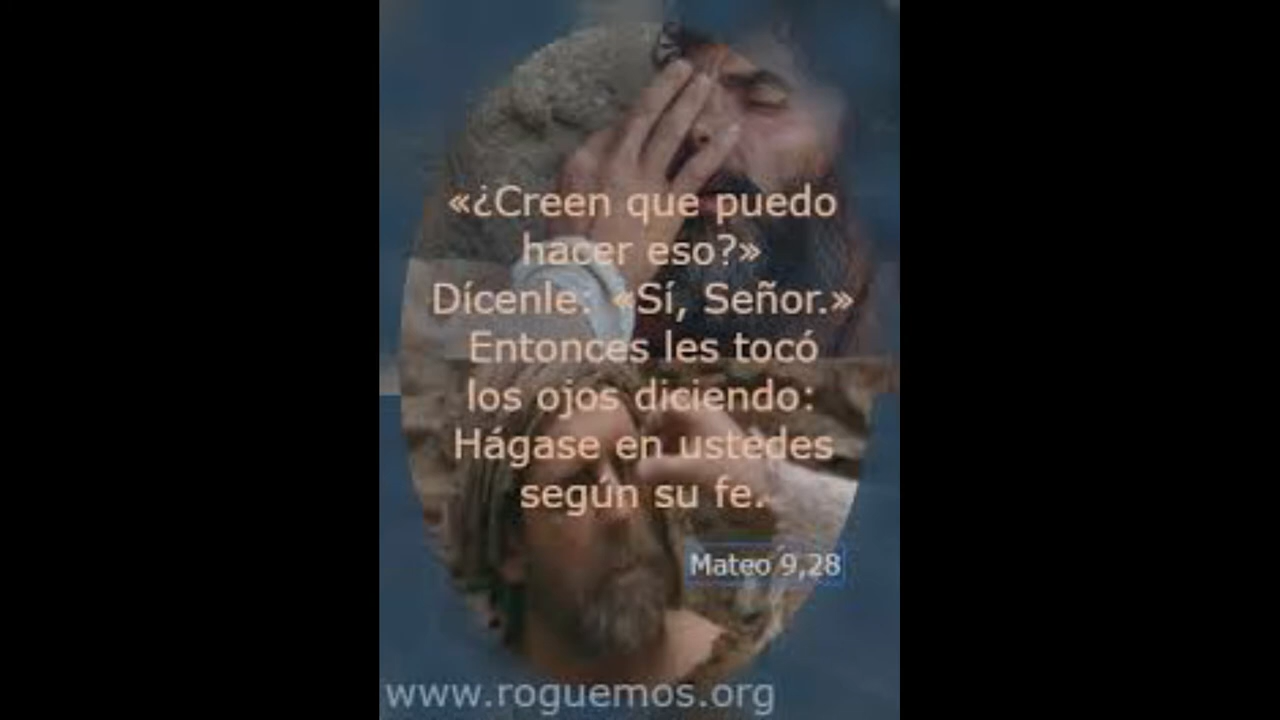 «¿Creen que puedo
hacer eso?»
Dícenle: «Sí, Señor.»
Entonces les tocó
los ojos diciendo:
Hágase en ustedes
según su fe.
Mateo 9,28
www.roguemos.org